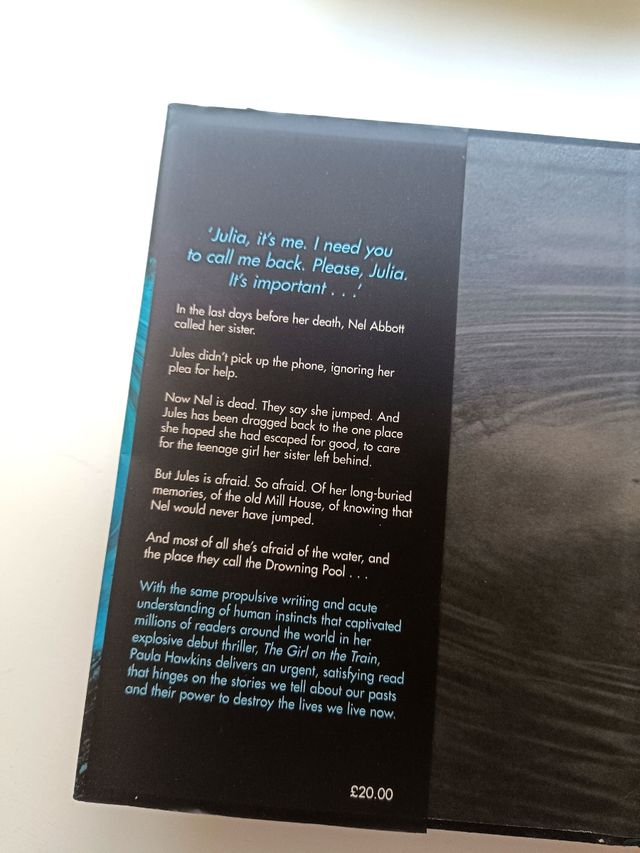 'Julia, it's me. I need you
to call me back. Please, Julia.
It's important . . .'
In the last days before her death, Nel Abbott
called her sister.
Jules didn't pick up the phone, ignoring her
plea for help.
Now Nel is dead. They say she jumped. And
Jules has been dragged back to the one place
she hoped she had escaped for good, to care
for the teenage girl her sister left behind.
But Jules is afraid. So afraid. Of her long-buried
memories, of the old Mill House, of knowing that
Nel would never have jumped.
And most of all she's afraid of the water, and
the place they call the Drowning Pool . . .
With the same propulsive writing and acute
understanding of human instincts that captivated
millions of readers around the world in her
explosive debut thriller, The Girl on the Train,
Paula Hawkins delivers an urgent, satisfying read
that hinges on the stories we tell about our pasts
and their power to destroy the lives we live now.
£20.00